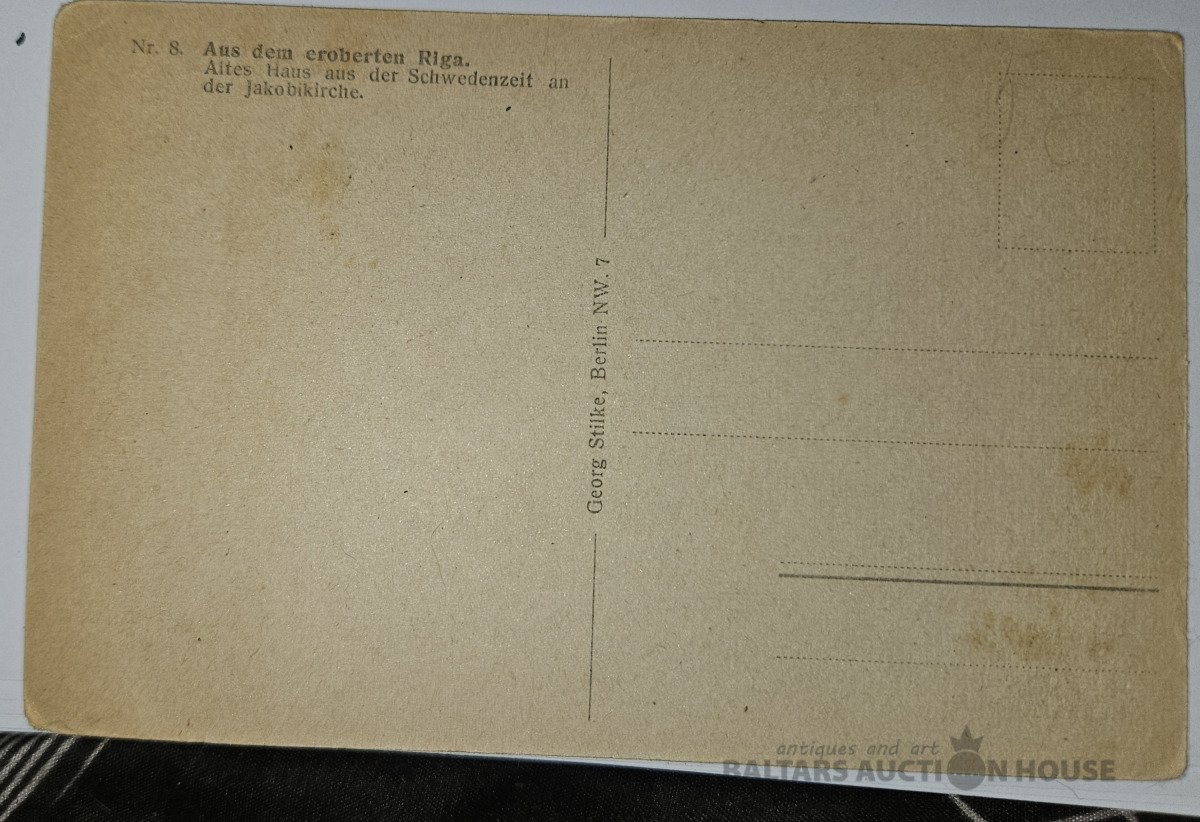 Nr. 8. Aus dem eroberten Riga.
Altes Haus aus der Schwedenzeit an
der Jakobikirche.
Georg Stilke, Berlin NW. 7
antiques and art
BALTARS AUCTION HOUSE